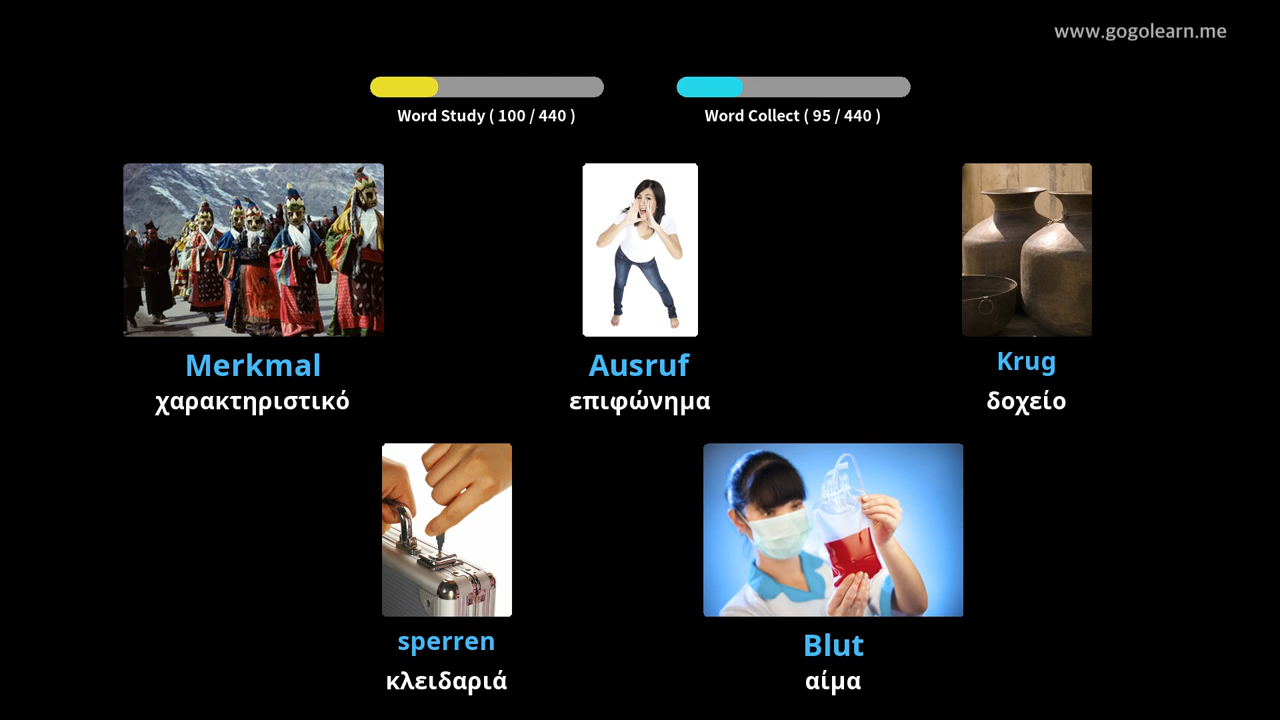 www.gogolearn.me
Word Study ( 100 / 440 )
Word Collect ( 95 / 440 )
Merkmal
χαρακτηριστικό
Ausruf
επιφώνημα
Krug
δοχείο
sperren
κλειδαριά
Blut
αίμα